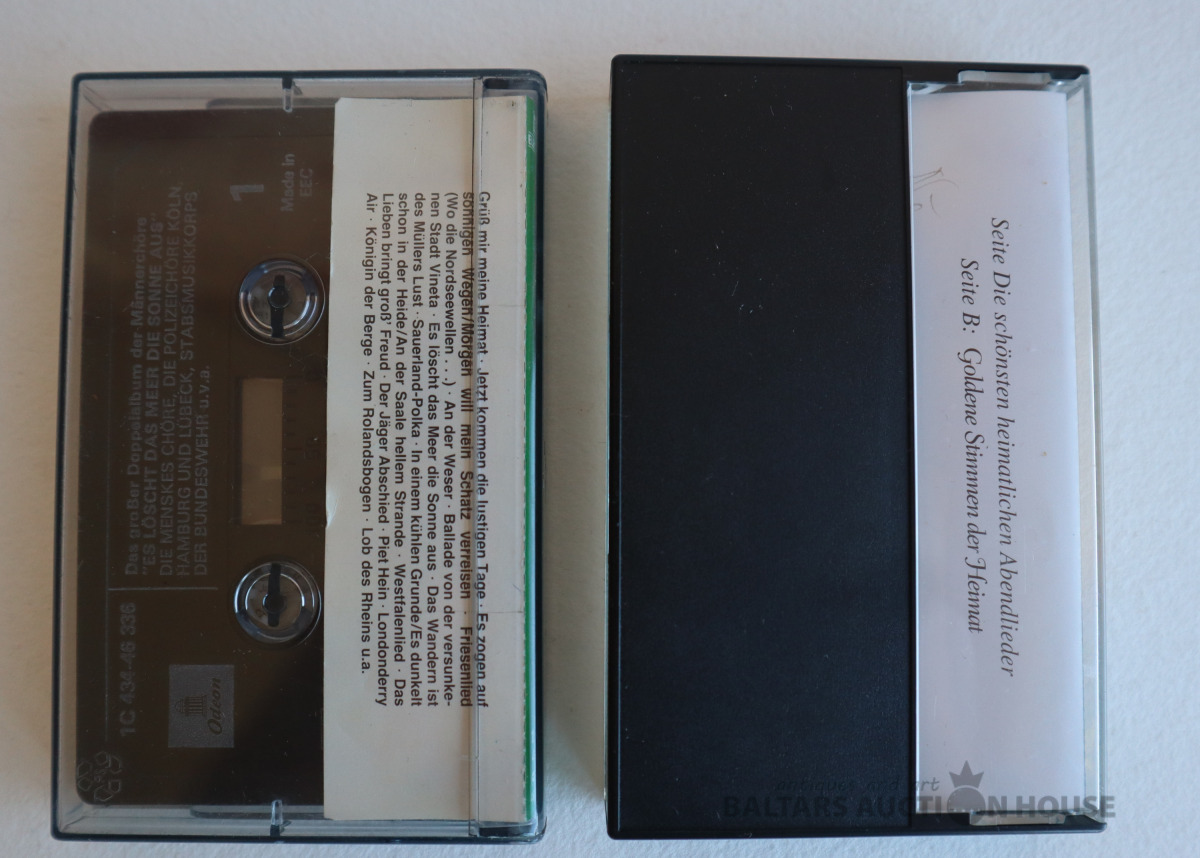 Das großer Doppelalbum der Männerchöre
"ES LÖSCHT DAS MEER DIE SONNE AUS"
DIE MENSKES CHÖRE, DIE POLIZEICHÖRE KÖLN,
HAMBURG UND LÜBECK, STABSMUSIKKORPS
DER BUNDESWEHR u.v.a.
1
Made in
EEC
1C 434-46 336
Odeon
Grüß mir meine Heimat · Jetzt kommen die lustigen Tage · Es zogen auf
sonnigen Wegen/Morgen will mein Schatz verreisen · Friesenlied
(Wo die Nordseewellen . . .) · An der Weser · Ballade von der versunke-
nen Stadt Vineta · Es löscht das Meer die Sonne aus · Das Wandern ist
des Müllers Lust · Sauerland-Polka · In einem kühlen Grunde/Es dunkelt
schon in der Heide/An der Saale hellem Strande · Westfalenlied · Das
Lieben bringt groß' Freud · Der Jäger Abschied · Piet Hein · Londonderry
Air · Königin der Berge · Zum Rolandsbogen · Lob des Rheins u.a.
Seite Die schönsten heimatlichen Abendlieder
Seite B: Goldene Stimmen der Heimat
antiques and art
BALTARS AUCTION HOUSE